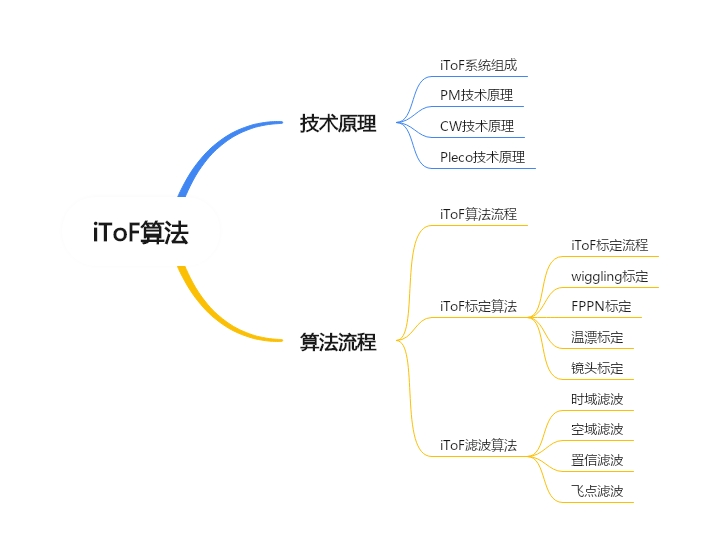 iToF算法
技术原理
iToF系统组成
PM技术原理
CW技术原理
Pleco技术原理
算法流程
iToF算法流程
iToF标定算法
iToF标定流程
wiggling标定
FPPN标定
温漂标定
镜头标定
iToF滤波算法
时域滤波
空域滤波
置信滤波
飞点滤波